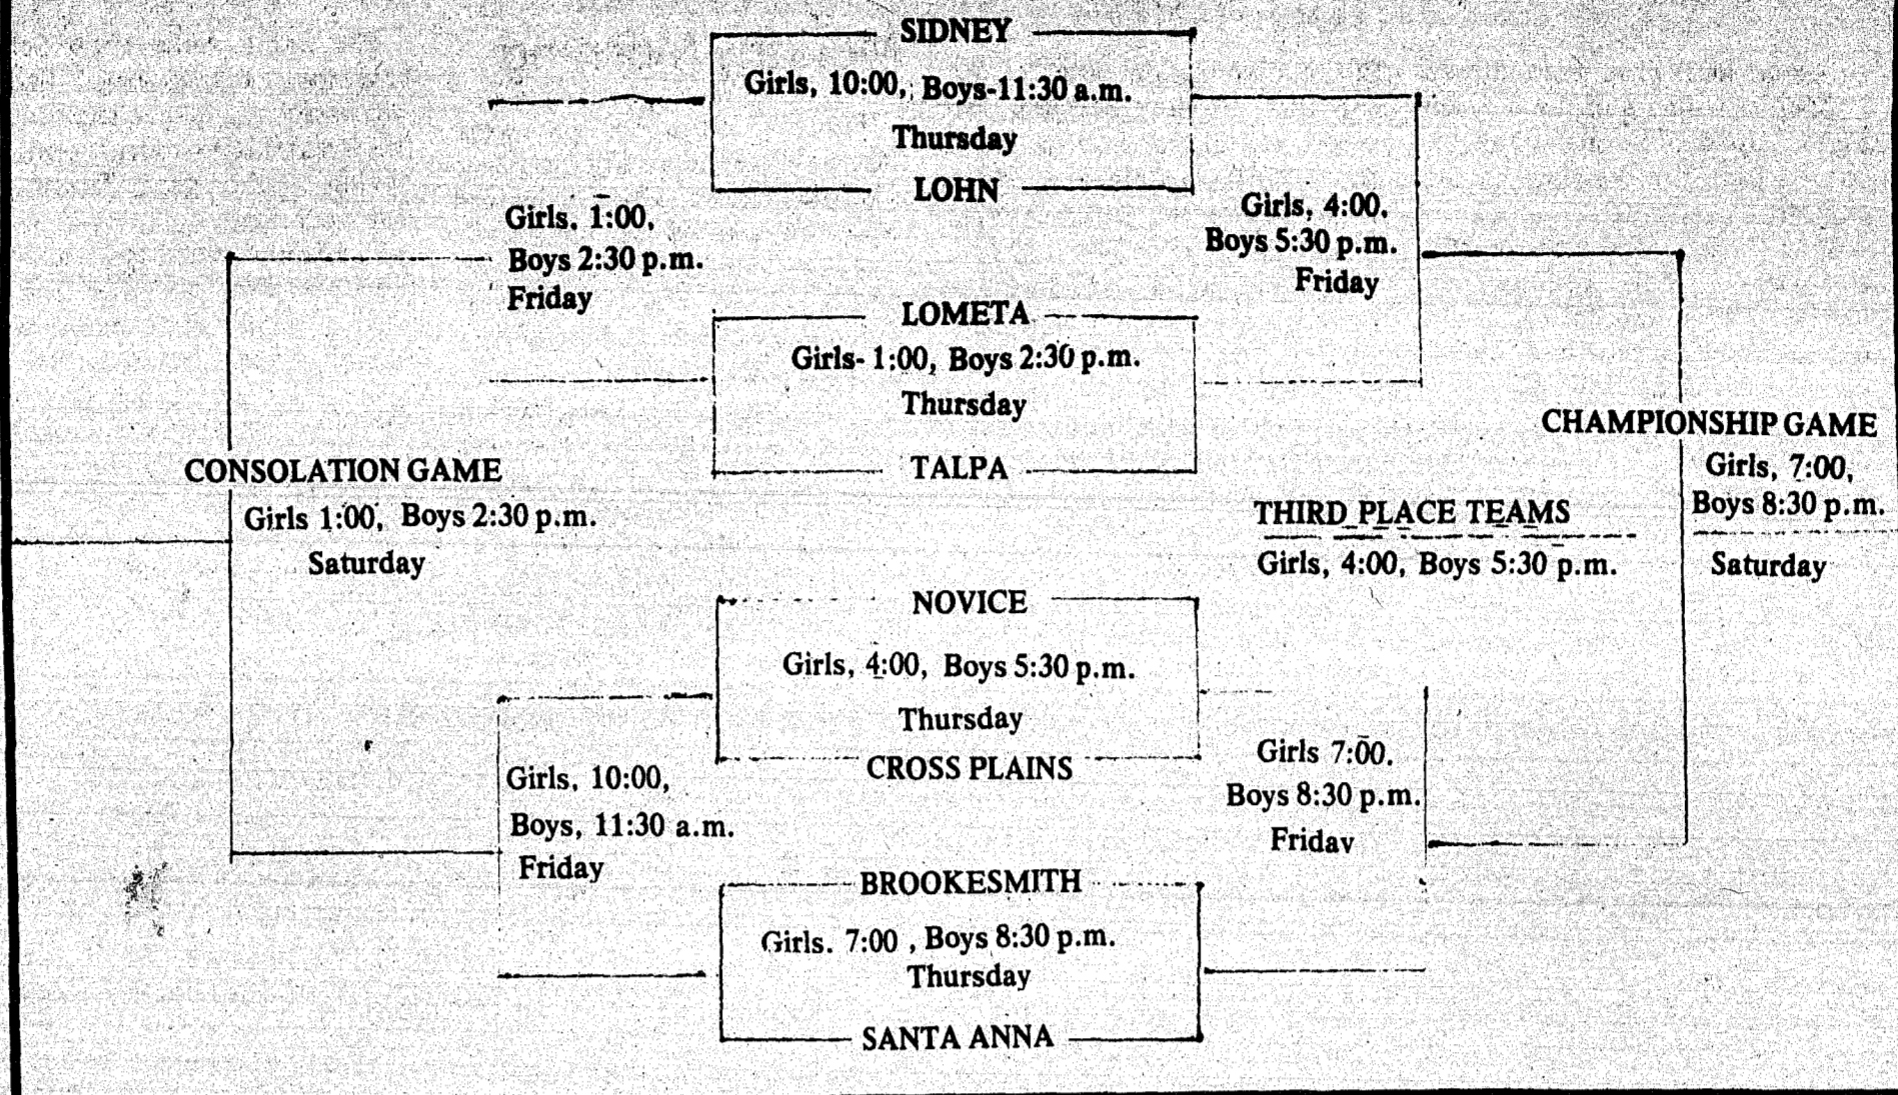 SIDNEY
Girls, 10:00, Boys-11:30 a.m.
Thursday
LOHN
Girls, 1:00,
Boys 2:30 p.m.
Friday
Girls, 4:00,
Boys 5:30 p.m.
Friday
LOMETA
Girls- 1:00, Boys 2:30 p.m.
Thursday
TALPA
CONSOLATION GAME
Girls 1:00, Boys 2:30 p.m.
Saturday
CHAMPIONSHIP GAME
Girls, 7:00,
Boys 8:30 p.m.
Saturday
THIRD PLACE TEAMS
Girls, 4:00, Boys 5:30 p.m.
NOVICE
Girls, 4:00, Boys 5:30 p.m.
Thursday
CROSS PLAINS
Girls, 10:00,
Boys, 11:30 a.m.
Friday
Girls 7:00.
Boys 8:30 p.m.
Friday
BROOKESMITH
Girls. 7:00 , Boys 8:30 p.m.
Thursday
SANTA ANNA